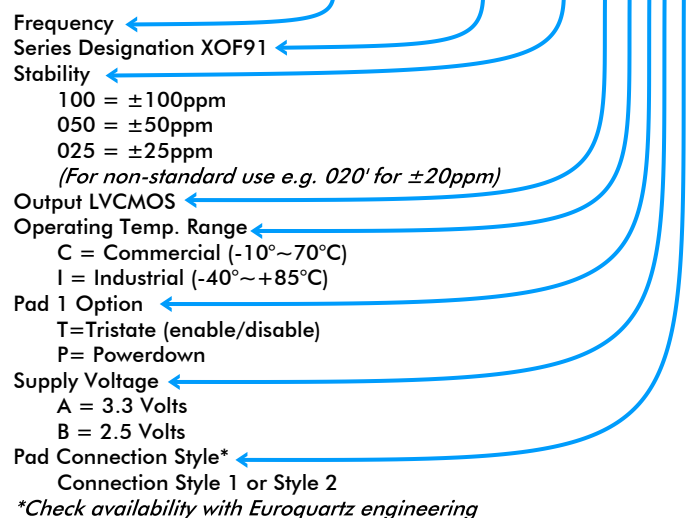 Frequency
Series Designation XOF91
Stability
100 = ±100ppm
050 = ±50ppm
025 = ±25ppm
(For non-standard use e.g. 020' for ±20ppm)
Output LVCMOS
Operating Temp. Range
C = Commercial (-10°~70°C)
I = Industrial (-40°~+85°C)
Pad 1 Option
T=Tristate (enable/disable)
P= Powerdown
Supply Voltage
A = 3.3 Volts
B = 2.5 Volts
Pad Connection Style*
Connection Style 1 or Style 2
*Check availability with Euroquartz engineering